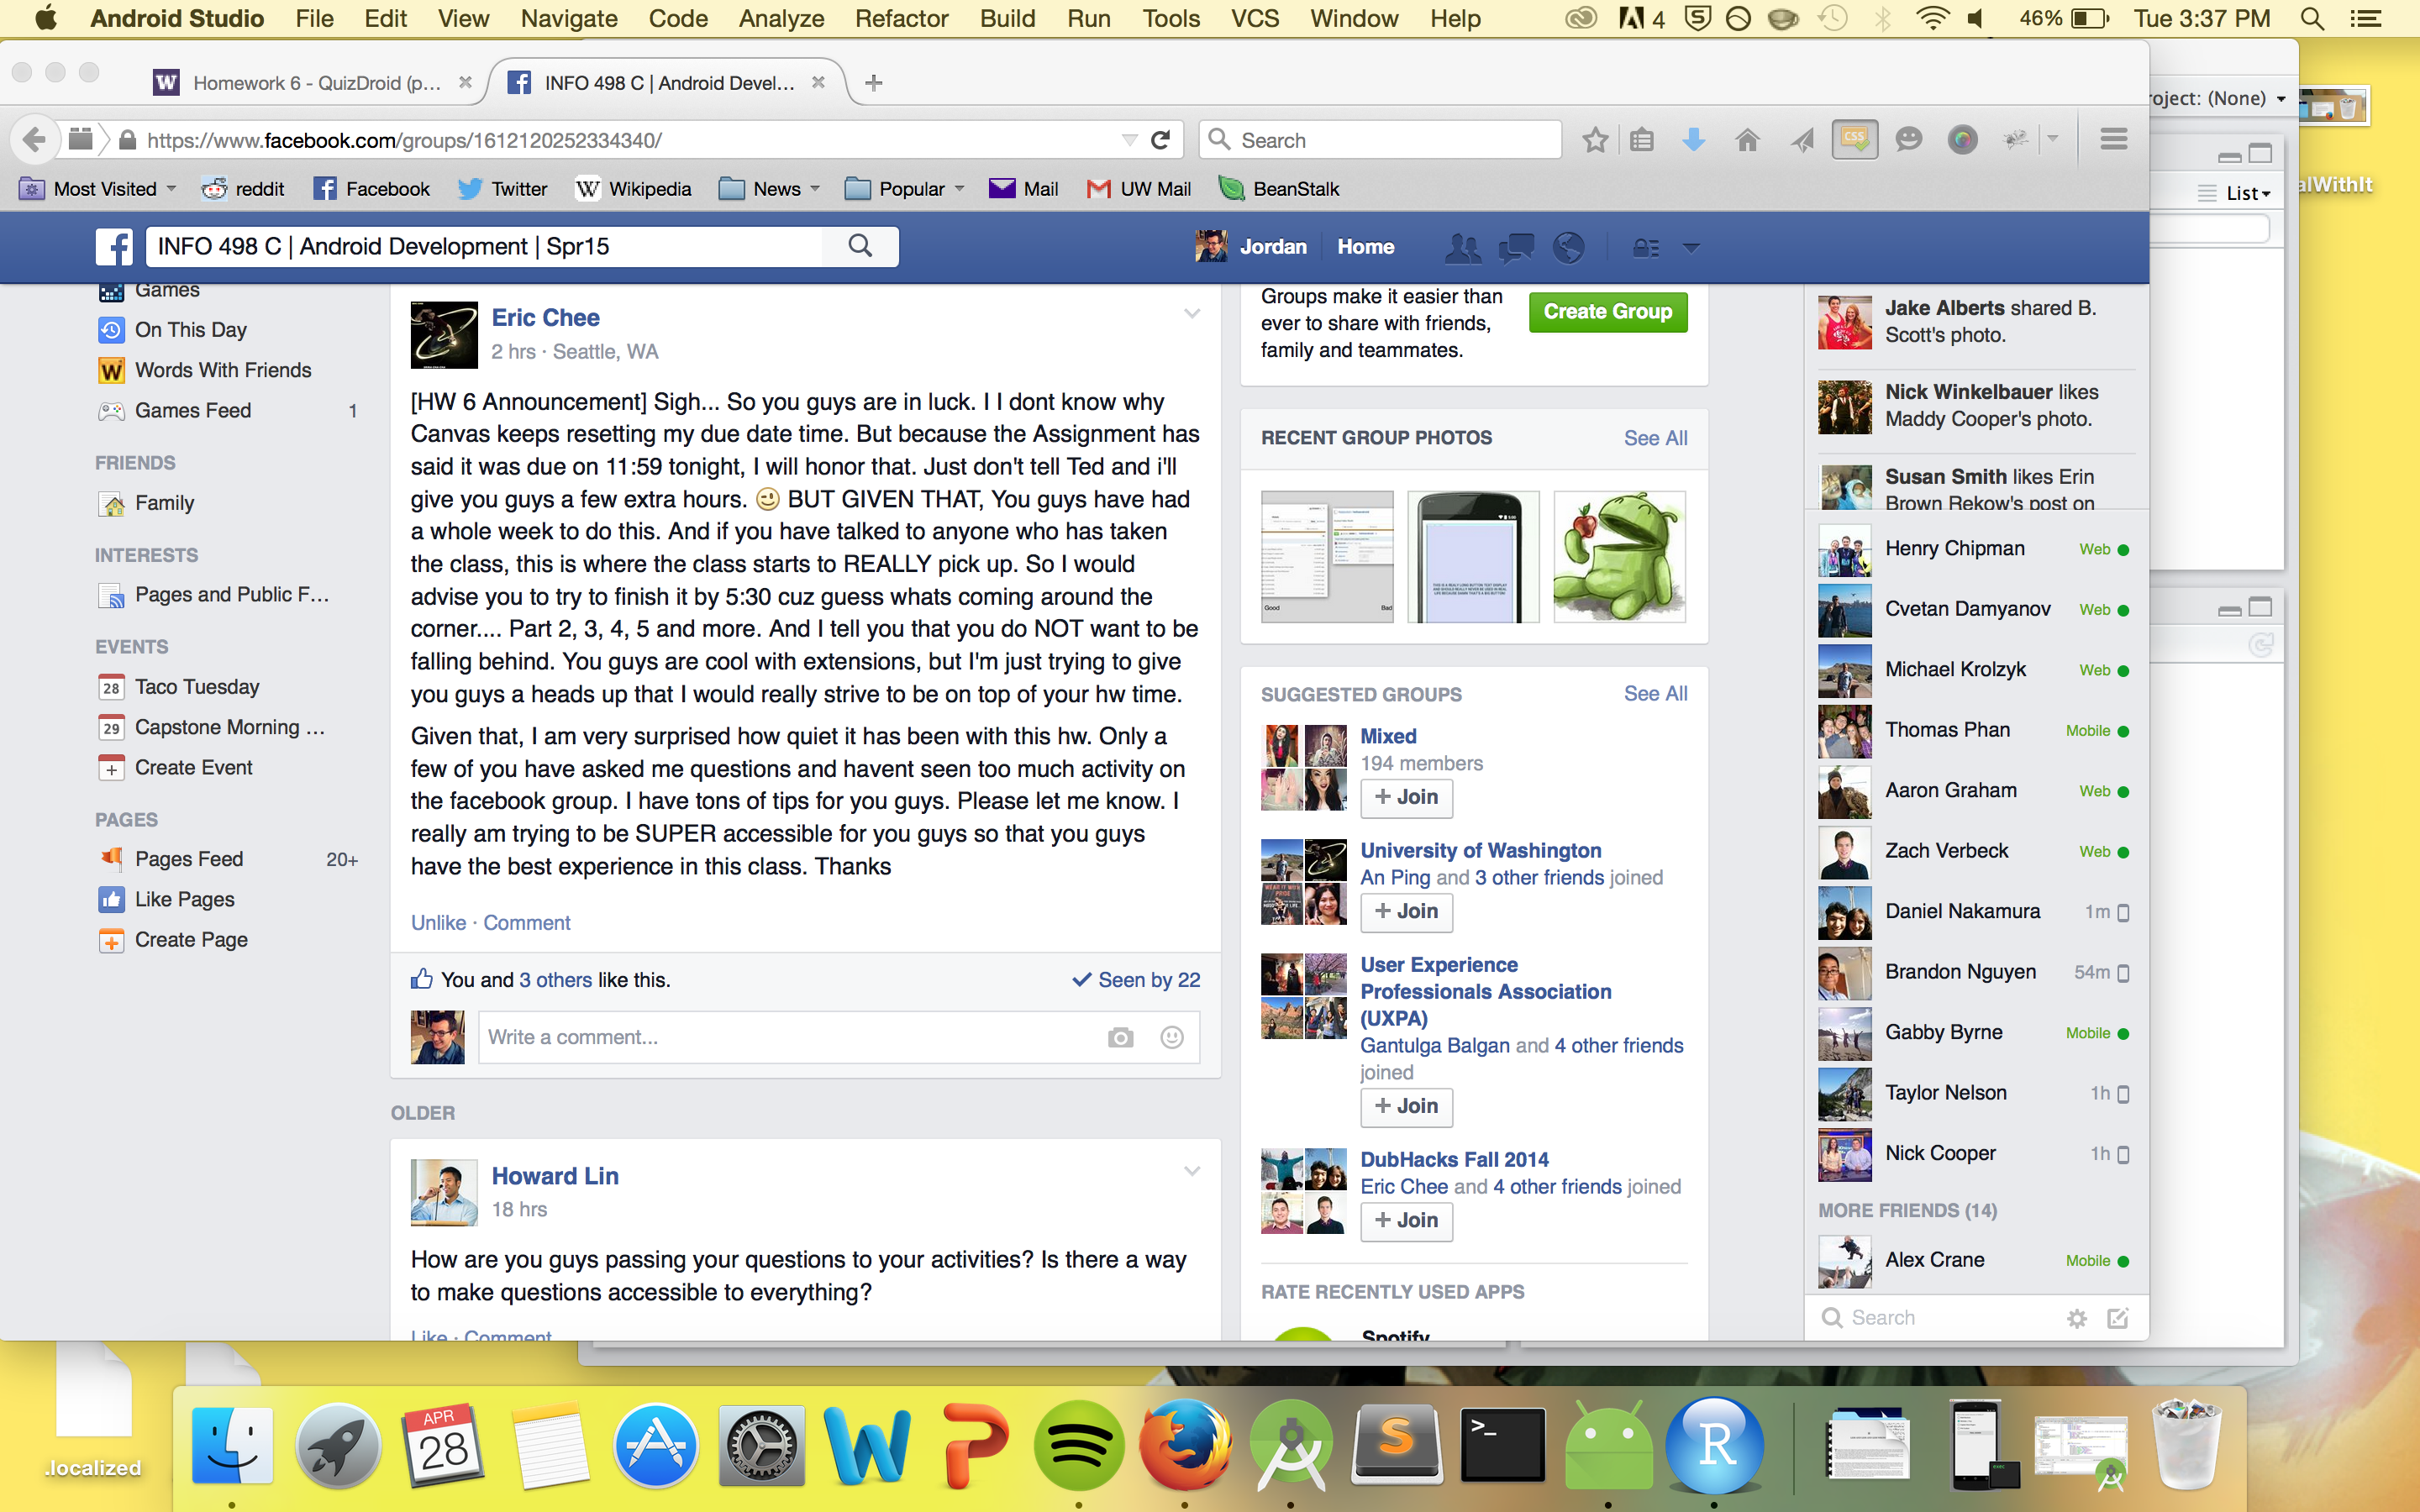 Android Studio File Edit View Navigate Code Analyze Refactor Build Run Tools VCS Window Help 4 46% Tue 3:37 PM
Homework 6 - QuizDroid (p... INFO 498 C | Android Devel...
roject: (None)
https://www.facebook.com/groups/1612120252334340/ Search
Most Visited reddit Facebook Twitter Wikipedia News Popular Mail UW Mail BeanStalk
alWithIt
List
INFO 498 C | Android Development | Spr15 Jordan Home
Games
On This Day
Words With Friends
Games Feed 1
FRIENDS
Family
INTERESTS
Pages and Public F...
EVENTS
28 Taco Tuesday
29 Capstone Morning ...
Create Event
PAGES
Pages Feed 20+
Like Pages
Create Page
Eric Chee
2 hrs · Seattle, WA
[HW 6 Announcement] Sigh... So you guys are in luck. I I dont know why
Canvas keeps resetting my due date time. But because the Assignment has
said it was due on 11:59 tonight, I will honor that. Just don't tell Ted and i'll
give you guys a few extra hours. 😉 BUT GIVEN THAT, You guys have had
a whole week to do this. And if you have talked to anyone who has taken
the class, this is where the class starts to REALLY pick up. So I would
advise you to try to finish it by 5:30 cuz guess whats coming around the
corner.... Part 2, 3, 4, 5 and more. And I tell you that you do NOT want to be
falling behind. You guys are cool with extensions, but I'm just trying to give
you guys a heads up that I would really strive to be on top of your hw time.
Given that, I am very surprised how quiet it has been with this hw. Only a
few of you have asked me questions and havent seen too much activity on
the facebook group. I have tons of tips for you guys. Please let me know. I
really am trying to be SUPER accessible for you guys so that you guys
have the best experience in this class. Thanks
Unlike · Comment
You and 3 others like this. Seen by 22
Write a comment...
OLDER
Howard Lin
18 hrs
How are you guys passing your questions to your activities? Is there a way
to make questions accessible to everything?
Like · Comment
Groups make it easier than
ever to share with friends,
family and teammates.
Create Group
RECENT GROUP PHOTOS See All
Good Bad
SUGGESTED GROUPS See All
Mixed
194 members
+ Join
University of Washington
An Ping and 3 other friends joined
+ Join
User Experience
Professionals Association
(UXPA)
Gantulga Balgan and 4 other friends
joined
+ Join
DubHacks Fall 2014
Eric Chee and 4 other friends joined
+ Join
RATE RECENTLY USED APPS
Spotify
Jake Alberts shared B.
Scott's photo.
Nick Winkelbauer likes
Maddy Cooper's photo.
Susan Smith likes Erin
Brown Rekow's post on
Henry Chipman Web
Cvetan Damyanov Web
Michael Krolzyk Web
Thomas Phan Mobile
Aaron Graham Web
Zach Verbeck Web
Daniel Nakamura 1m
Brandon Nguyen 54m
Gabby Byrne Mobile
Taylor Nelson 1h
Nick Cooper 1h
MORE FRIENDS (14)
Alex Crane Mobile
Search
.localized
APR
28